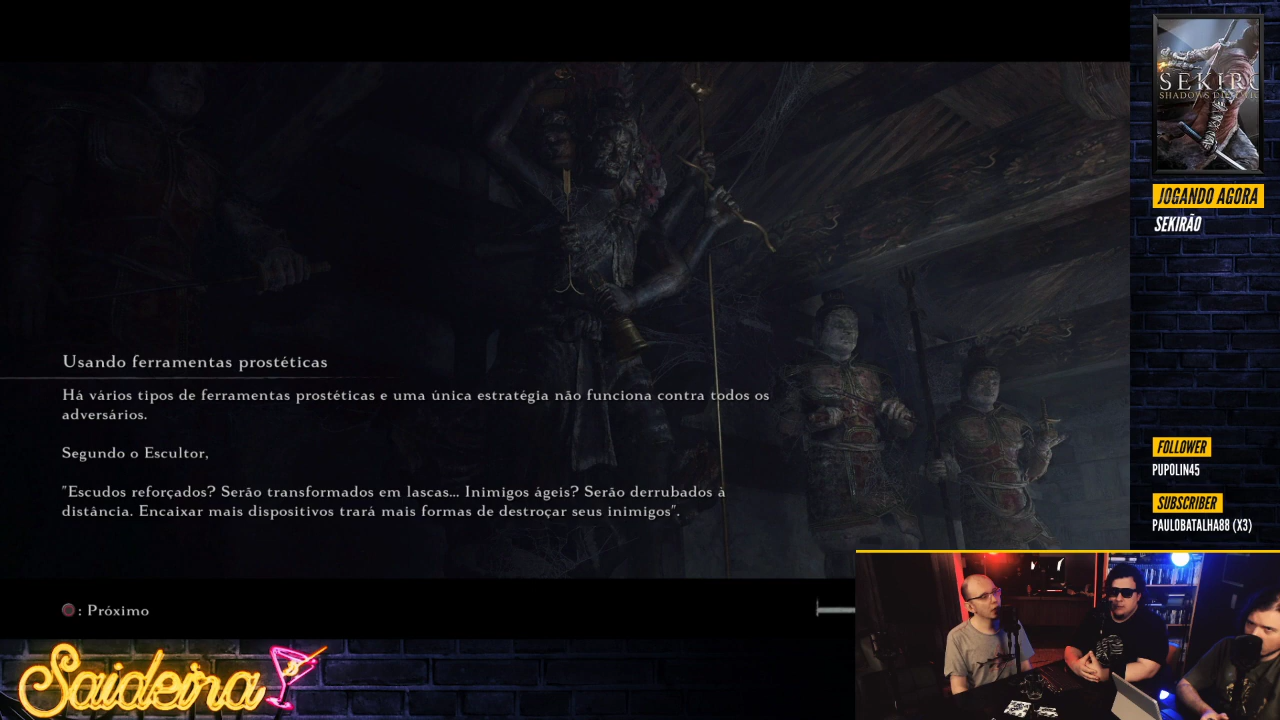 Usando ferramentas prostéticas
Há vários tipos de ferramentas prostéticas e uma única estratégia não funciona contra todos os
adversários.
Segundo o Escultor,
"Escudos reforçados? Serão transformados em lascas... Inimigos ágeis? Serão derrubados à
distância. Encaixar mais dispositivos trará mais formas de destroçar seus inimigos".
: Próximo
SEKIRO
SHADOWS DIE
JOGANDO AGORA
SEKIRÃO
FOLLOWER
PUPOLIN45
SUBSCRIBER
PAULOBATALHA88 (X3)
Saideira